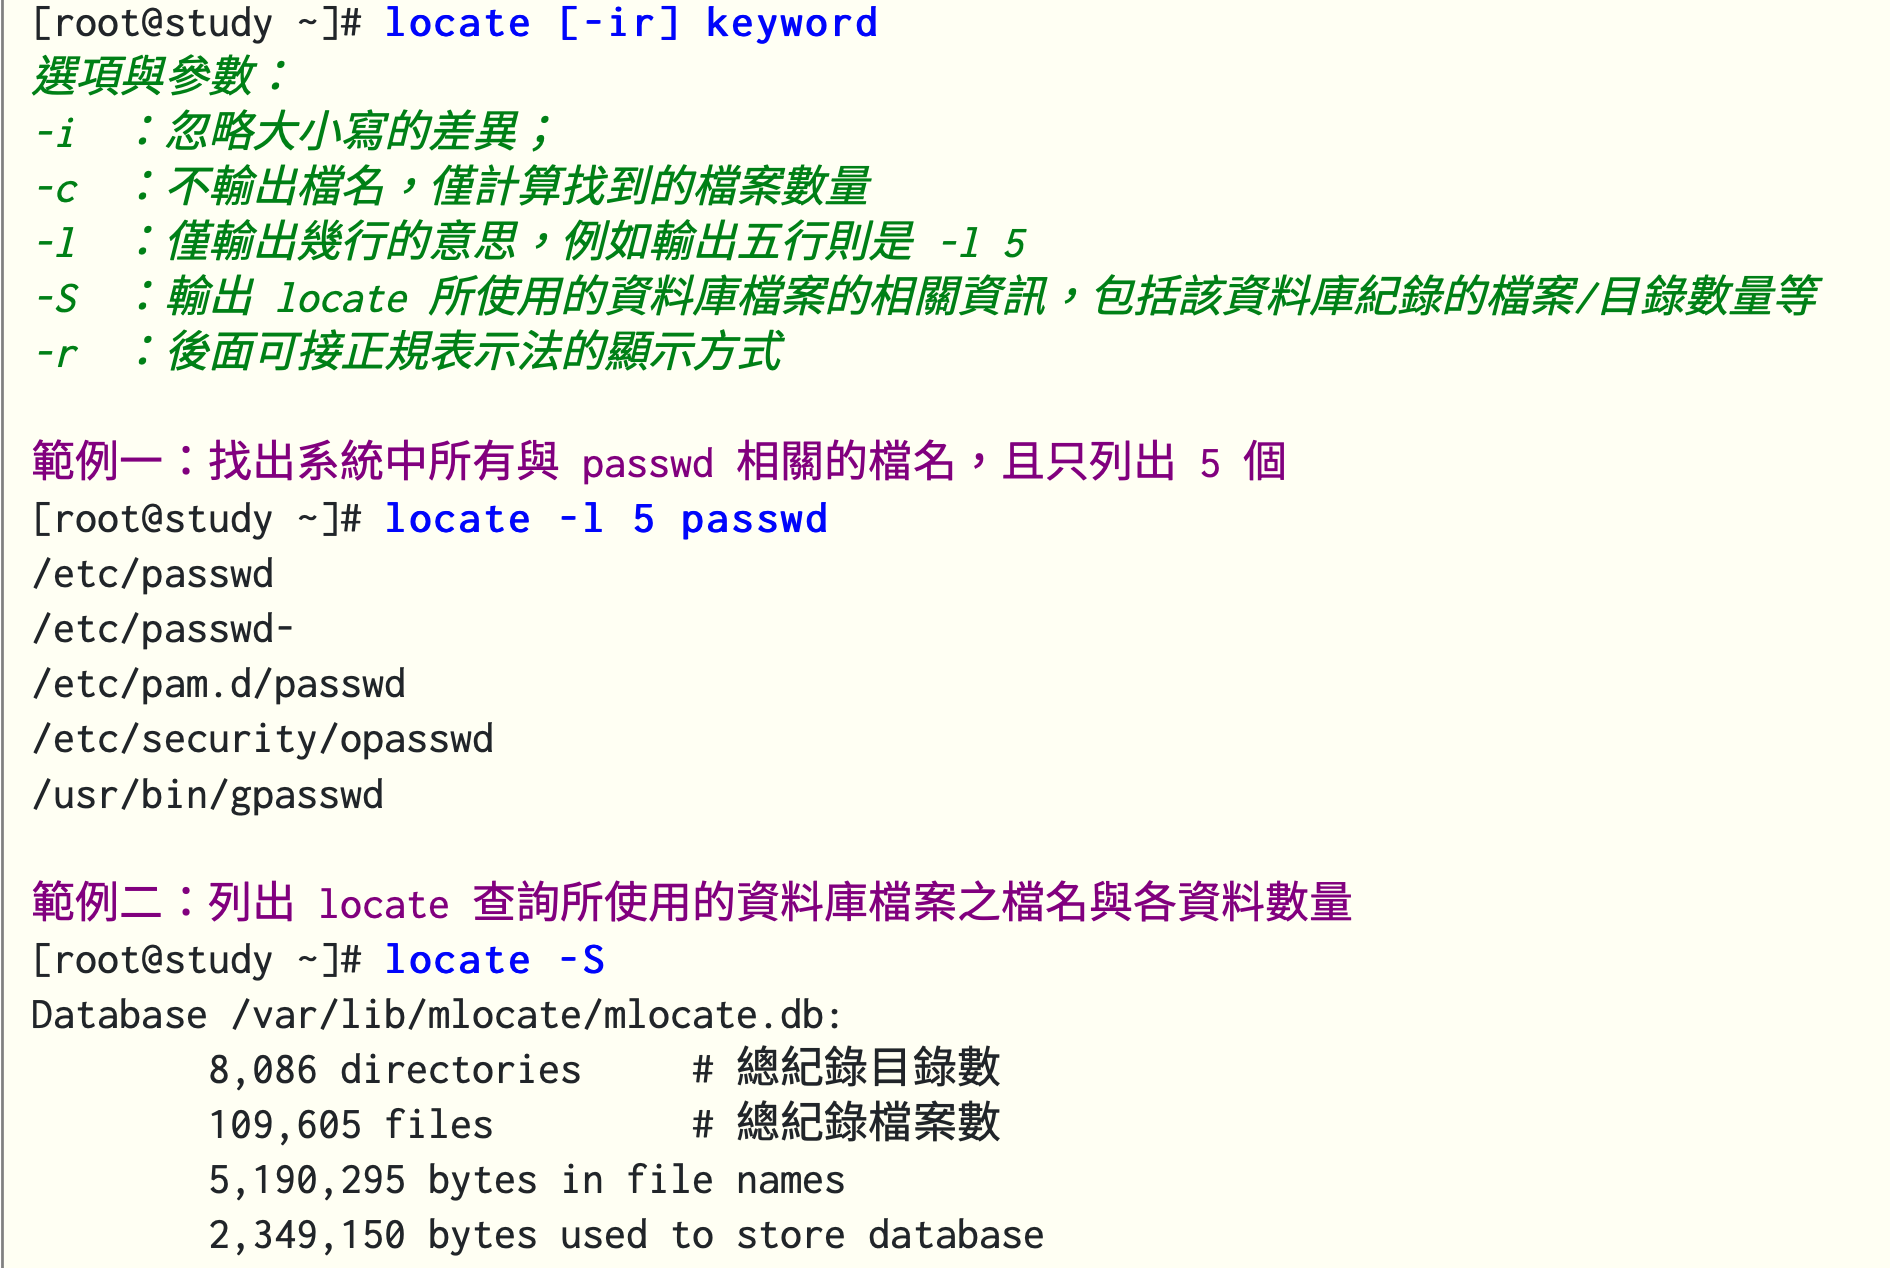 [root@study ~]# locate [-ir] keyword
選項與參數：
-i  ：忽略大小寫的差異；
-c  ：不輸出檔名，僅計算找到的檔案數量
-l  ：僅輸出幾行的意思，例如輸出五行則是 -l 5
-S  ：輸出 locate 所使用的資料庫檔案的相關資訊，包括該資料庫紀錄的檔案/目錄數量等
-r  ：後面可接正規表示法的顯示方式
範例一：找出系統中所有與 passwd 相關的檔名，且只列出 5 個
[root@study ~]# locate -l 5 passwd
/etc/passwd
/etc/passwd-
/etc/pam.d/passwd
/etc/security/opasswd
/usr/bin/gpasswd
範例二：列出 locate 查詢所使用的資料庫檔案之檔名與各資料數量
[root@study ~]# locate -S
Database /var/lib/mlocate/mlocate.db:
        8,086 directories     # 總紀錄目錄數
        109,605 files         # 總紀錄檔案數
        5,190,295 bytes in file names
        2,349,150 bytes used to store database